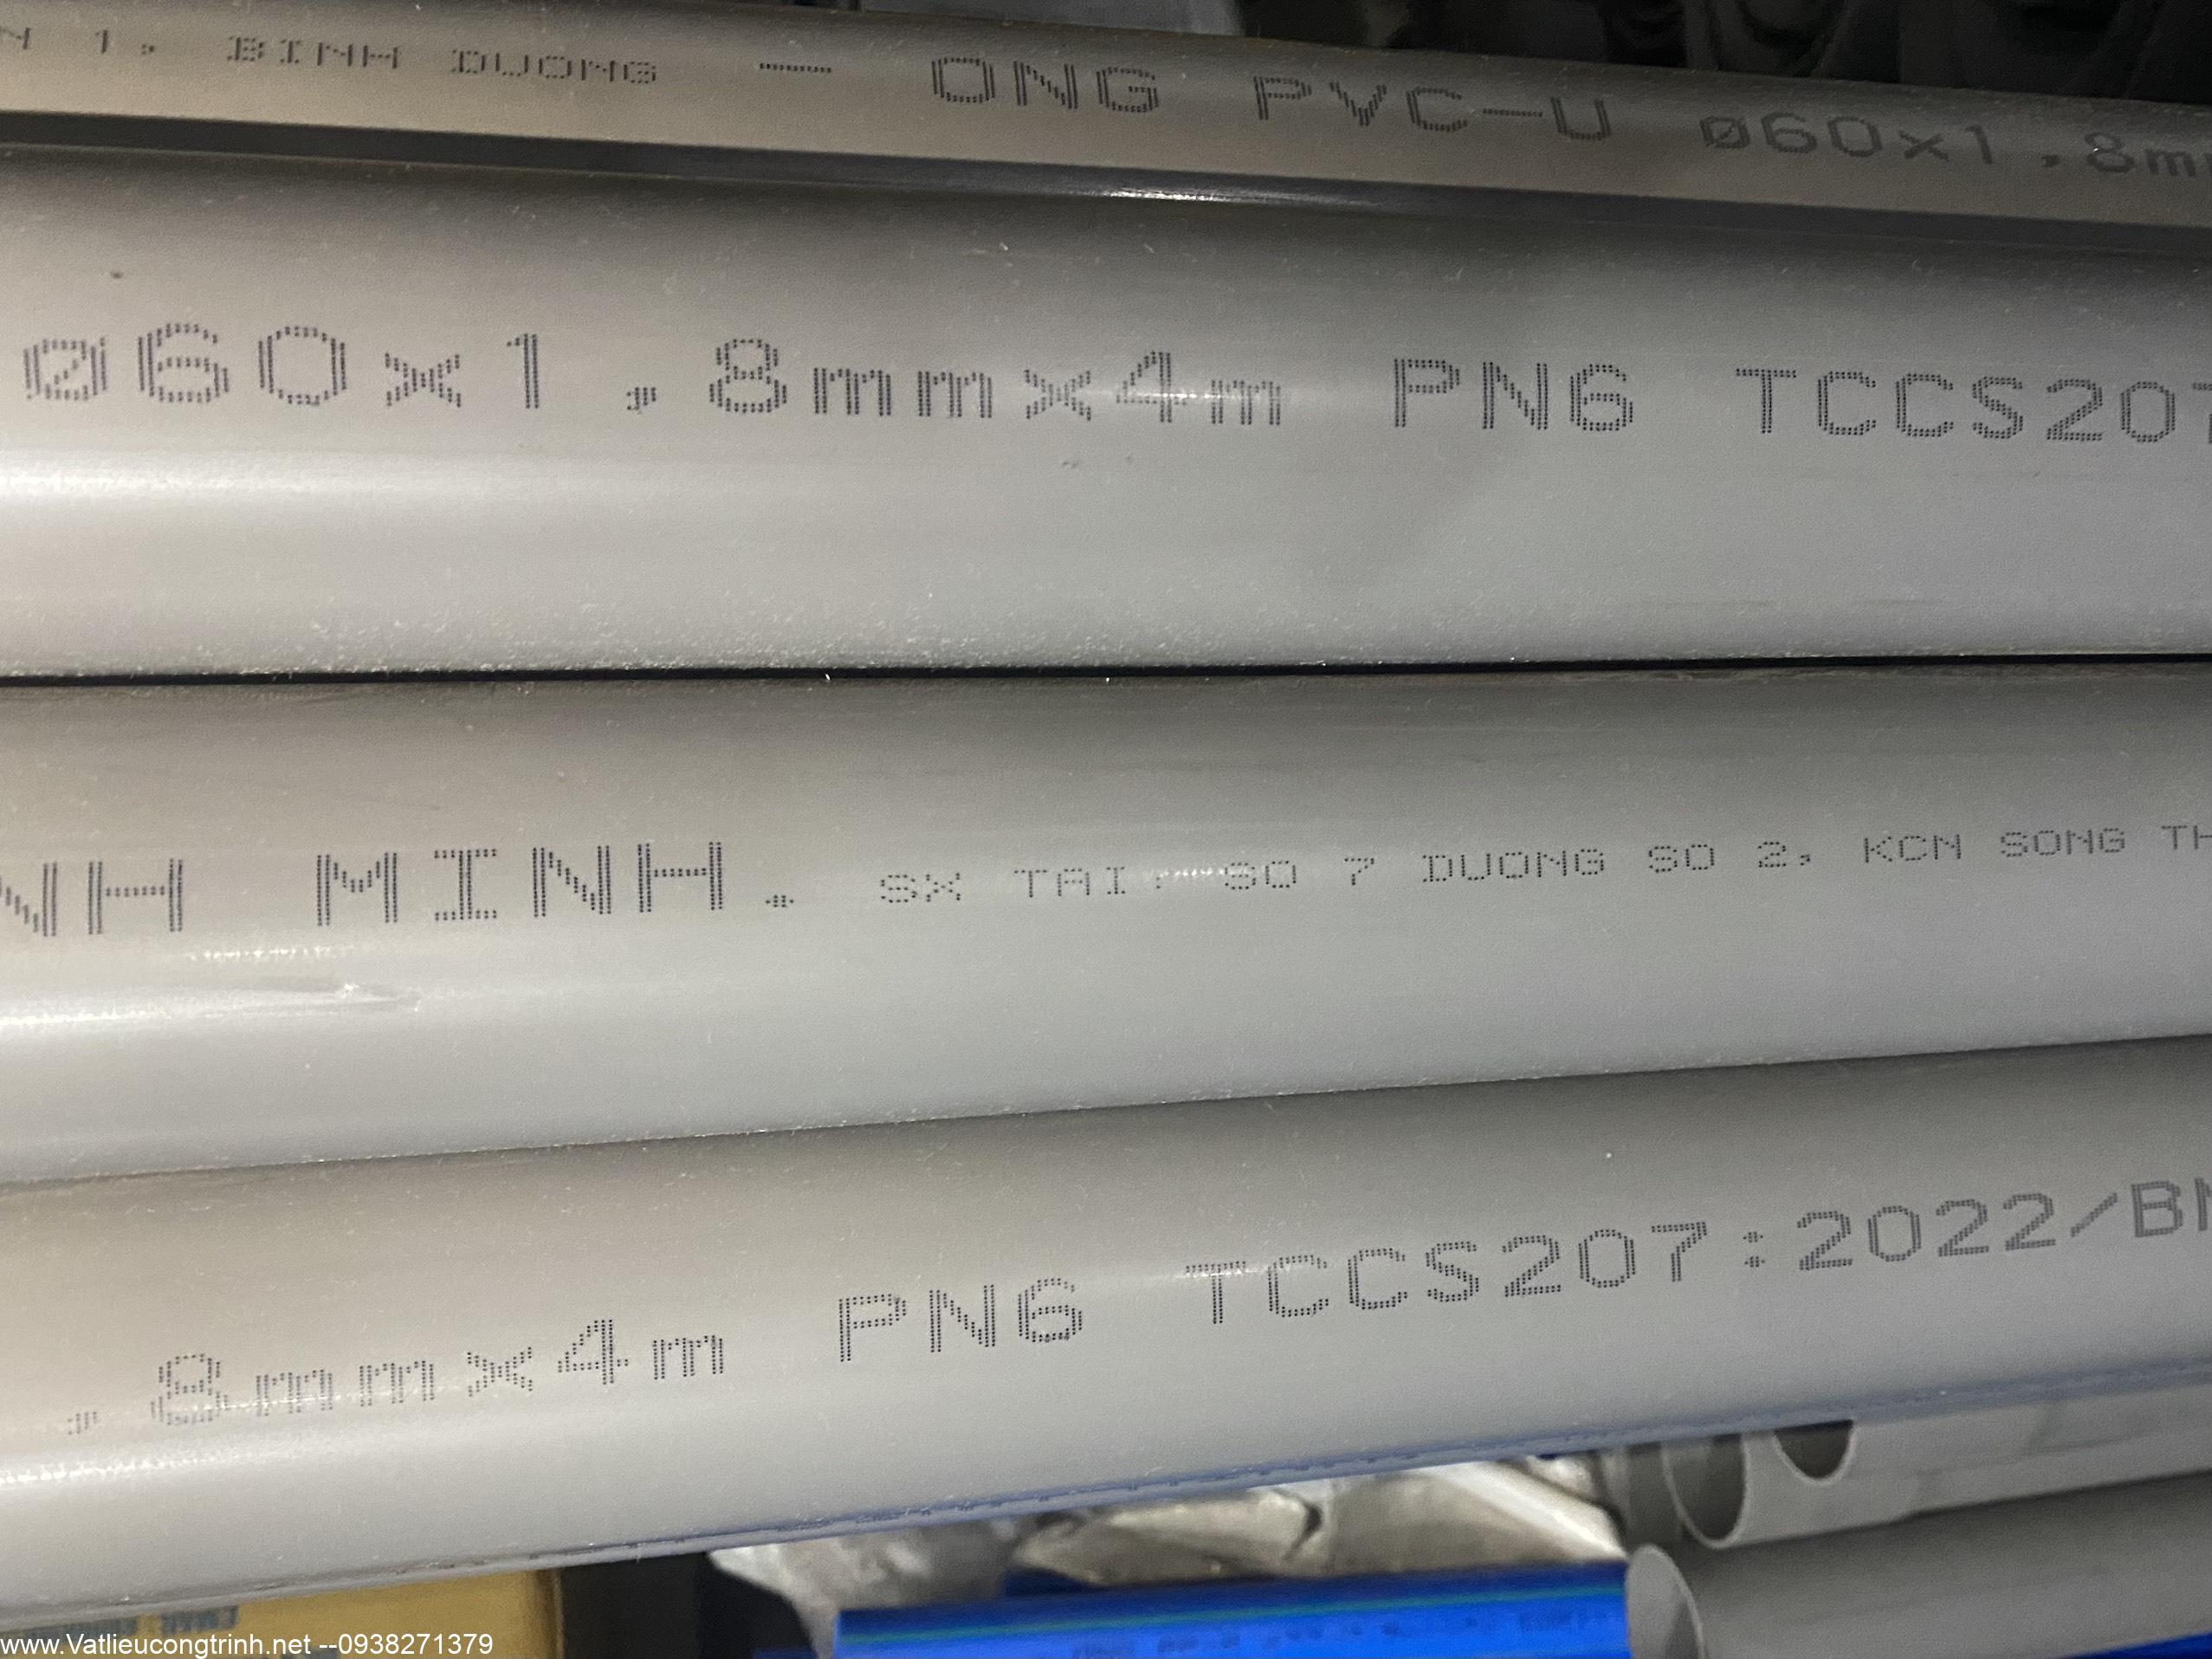 1. BINH DUONG — ONG PVC-U ø60x1.8m
ø60x1.8mmx4m PN6 TCCS207
NH MINH. SX TAI: SO 7 DUONG SO 2, KCN SONG TH
.8mmx4m PN6 TCCS207:2022/BM
www.Vatlieucongtrinh.net --0938271379